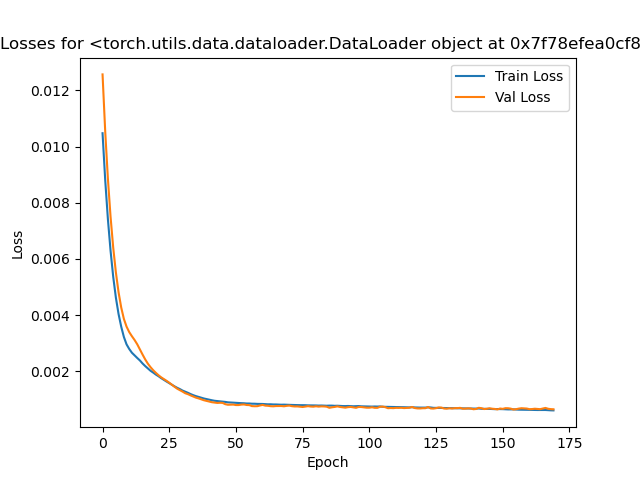 Losses for <torch.utils.data.dataloader.DataLoader object at 0x7f78efea0cf8
Train Loss
Val Loss
0.012
0.010
0.008
0.006
0.004
0.002
Loss
0 25 50 75 100 125 150 175
Epoch